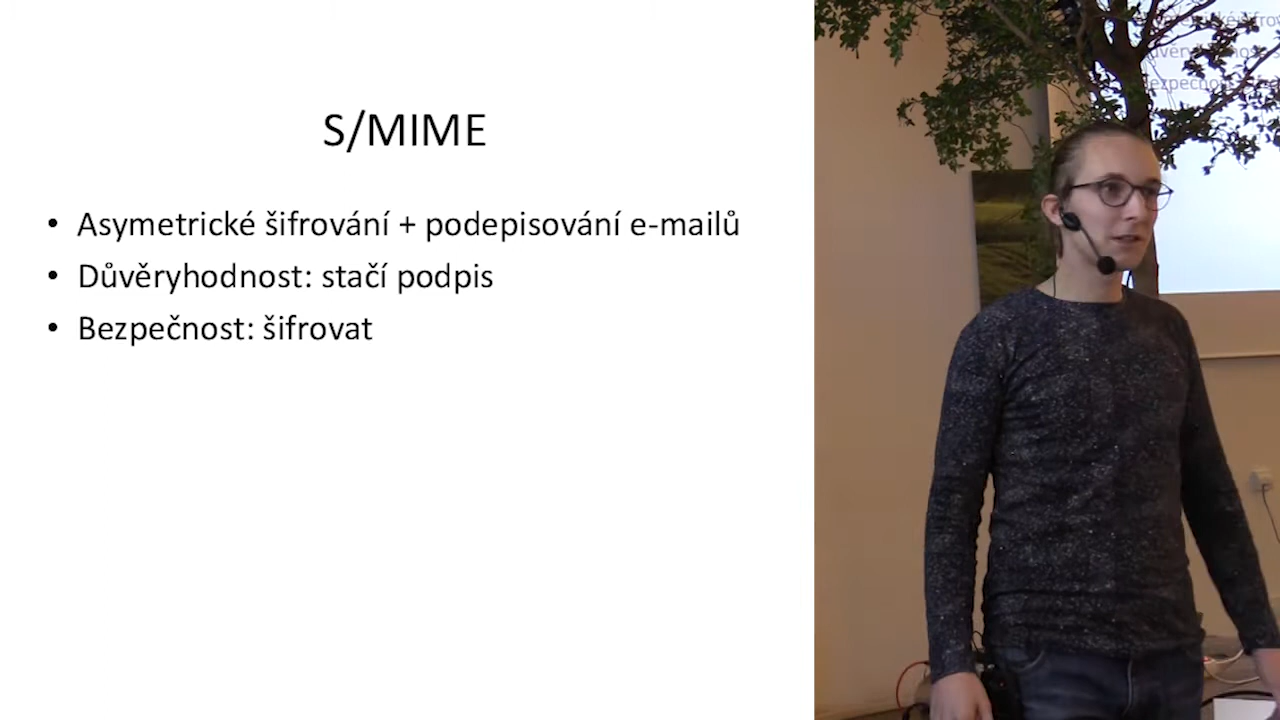 S/MIME
• Asymetrické šifrování + podepisování e-mailů
• Důvěryhodnost: stačí podpis
• Bezpečnost: šifrovat